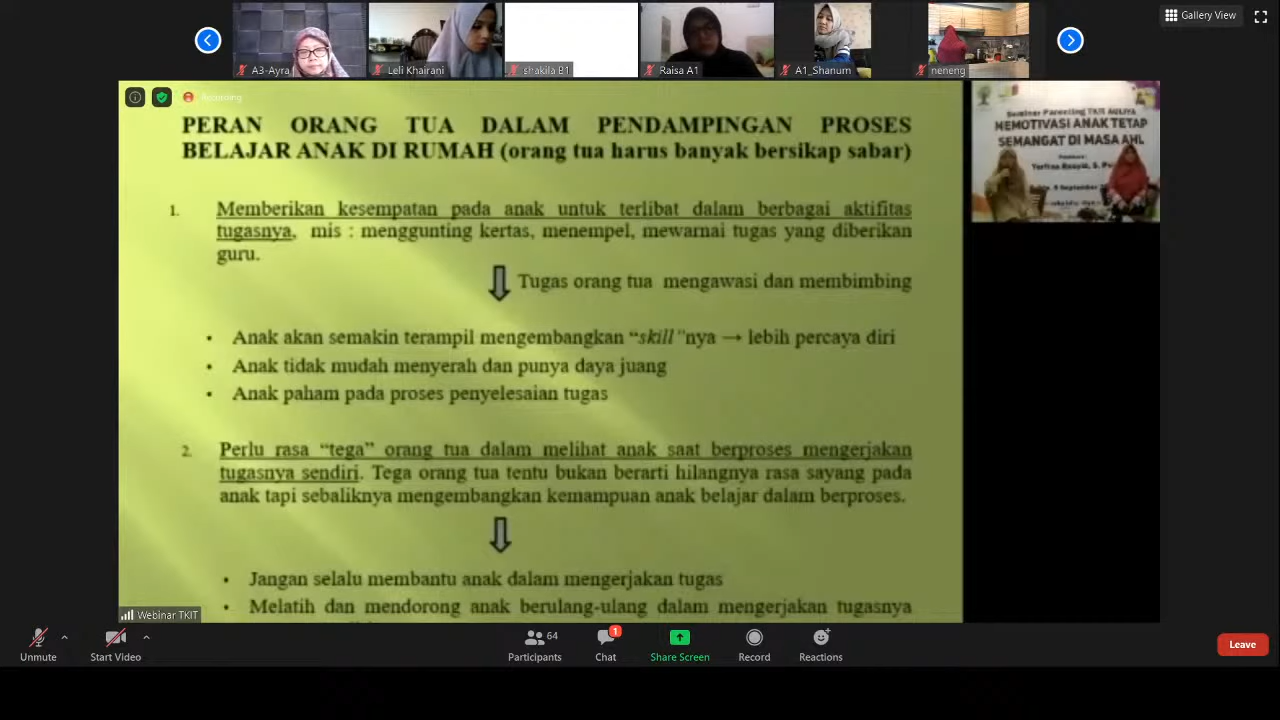 Gallery View
A3-Ayra
Leli Khairani
shakila B1
Raisa A1
A1_Shanum
neneng
Recording
PERAN ORANG TUA DALAM PENDAMPINGAN PROSES
BELAJAR ANAK DI RUMAH (orang tua harus banyak bersikap sabar)
1. Memberikan kesempatan pada anak untuk terlibat dalam berbagai aktifitas
tugasnya, mis : menggunting kertas, menempel, mewarnai tugas yang diberikan
guru.
Tugas orang tua mengawasi dan membimbing
• Anak akan semakin terampil mengembangkan “skill”nya → lebih percaya diri
• Anak tidak mudah menyerah dan punya daya juang
• Anak paham pada proses penyelesaian tugas
2. Perlu rasa “tega” orang tua dalam melihat anak saat berproses mengerjakan
tugasnya sendiri. Tega orang tua tentu bukan berarti hilangnya rasa sayang pada
anak tapi sebaliknya mengembangkan kemampuan anak belajar dalam berproses.
• Jangan selalu membantu anak dalam mengerjakan tugas
• Melatih dan mendorong anak berulang-ulang dalam mengerjakan tugasnya
Seminar Parenting TKIT AULIYA
MEMOTIVASI ANAK TETAP
SEMANGAT DI MASA AHL
Webinar TKIT
Unmute
Start Video
64
Participants
1
Chat
Share Screen
Record
Reactions
Leave